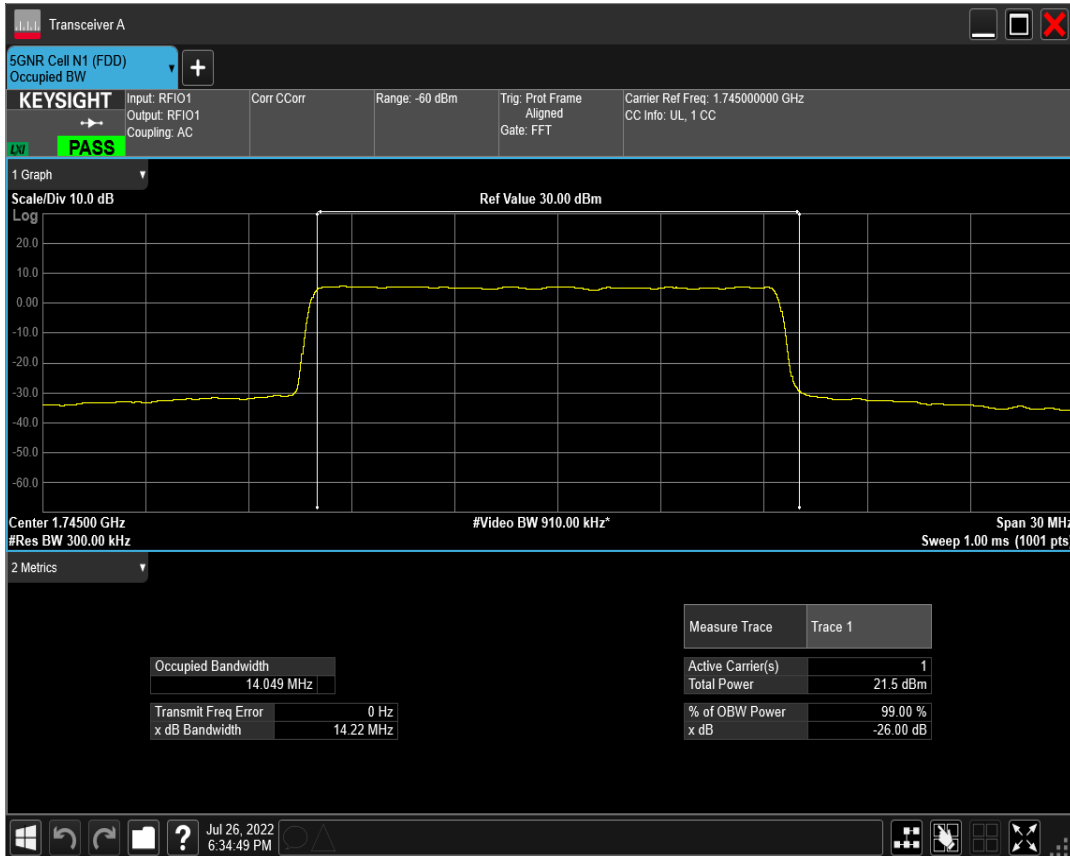 Transceiver A
5GNR Cell N1 (FDD)
Occupied BW
+
KEYSIGHT
LXI
PASS
Input: RFIO1
Output: RFIO1
Coupling: AC
Corr CCorr
Range: -60 dBm
Trig: Prot Frame
Aligned
Gate: FFT
Carrier Ref Freq: 1.745000000 GHz
CC Info: UL, 1 CC
1 Graph
Scale/Div 10.0 dB
Ref Value 30.00 dBm
Log
20.0
10.0
0.00
-10.0
-20.0
-30.0
-40.0
-50.0
-60.0
Center 1.74500 GHz
#Video BW 910.00 kHz*
Span 30 MHz
#Res BW 300.00 kHz
Sweep 1.00 ms (1001 pts)
2 Metrics
Measure Trace Trace 1
Occupied Bandwidth
14.049 MHz
Active Carrier(s) 1
Total Power 21.5 dBm
Transmit Freq Error 0 Hz
x dB Bandwidth 14.22 MHz
% of OBW Power 99.00 %
x dB -26.00 dB
?
Jul 26, 2022
6:34:49 PM